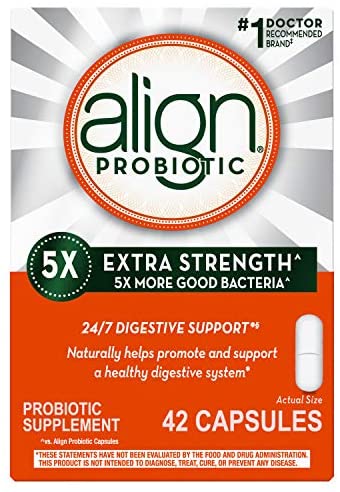 #1 DOCTOR
RECOMMENDED
BRAND‡
align®
PROBIOTIC
5X
EXTRA STRENGTH^
5X MORE GOOD BACTERIA^
24/7 DIGESTIVE SUPPORT*§
Naturally helps promote and support
a healthy digestive system*
Actual Size
PROBIOTIC
SUPPLEMENT
42 CAPSULES
^vs. Align Probiotic Capsules
*THESE STATEMENTS HAVE NOT BEEN EVALUATED BY THE FOOD AND DRUG ADMINISTRATION.
THIS PRODUCT IS NOT INTENDED TO DIAGNOSE, TREAT, CURE, OR PREVENT ANY DISEASE.